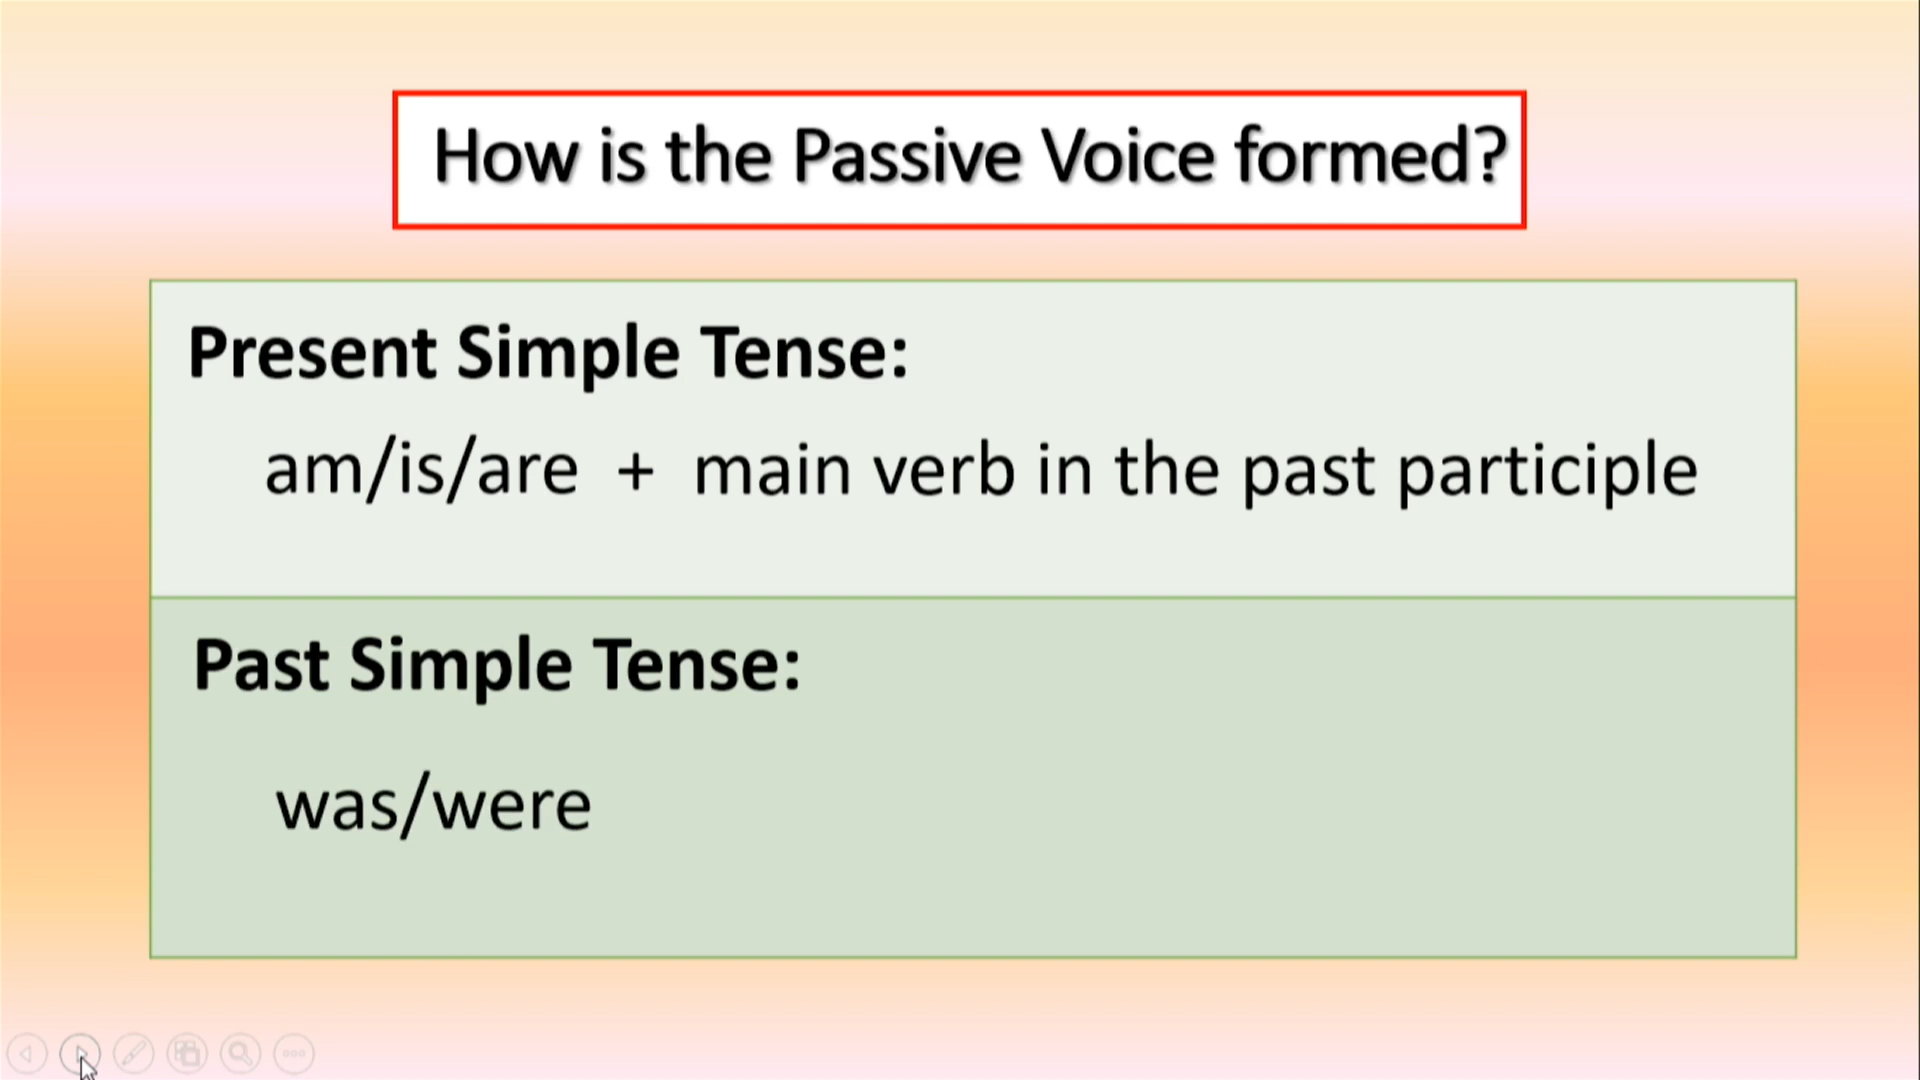 How is the Passive Voice formed?
Present Simple Tense:
am/is/are + main verb in the past participle
Past Simple Tense:
was/were